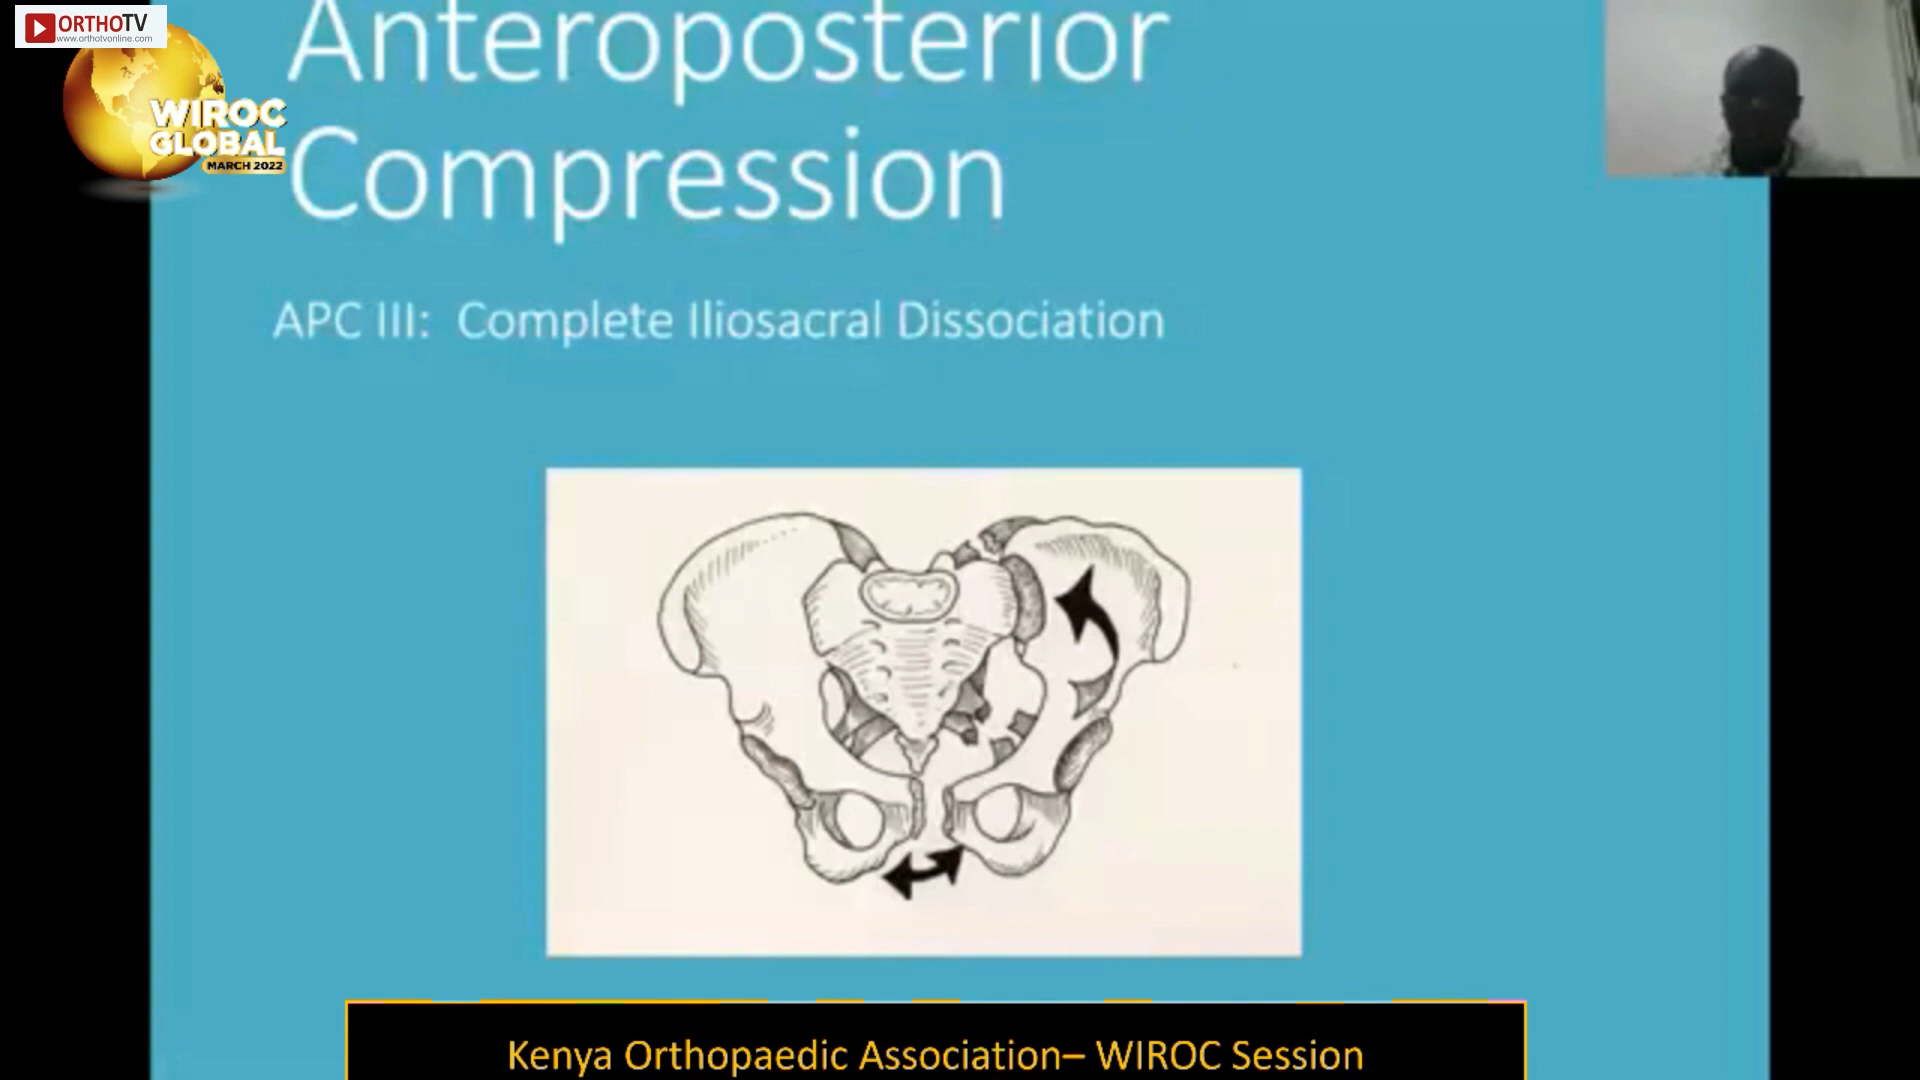 ORTHOTV
www.orthotvonline.com
WIROC
GLOBAL
MARCH 2022
Anteroposterior
Compression
APC III: Complete Iliosacral Dissociation
Kenya Orthopaedic Association– WIROC Session